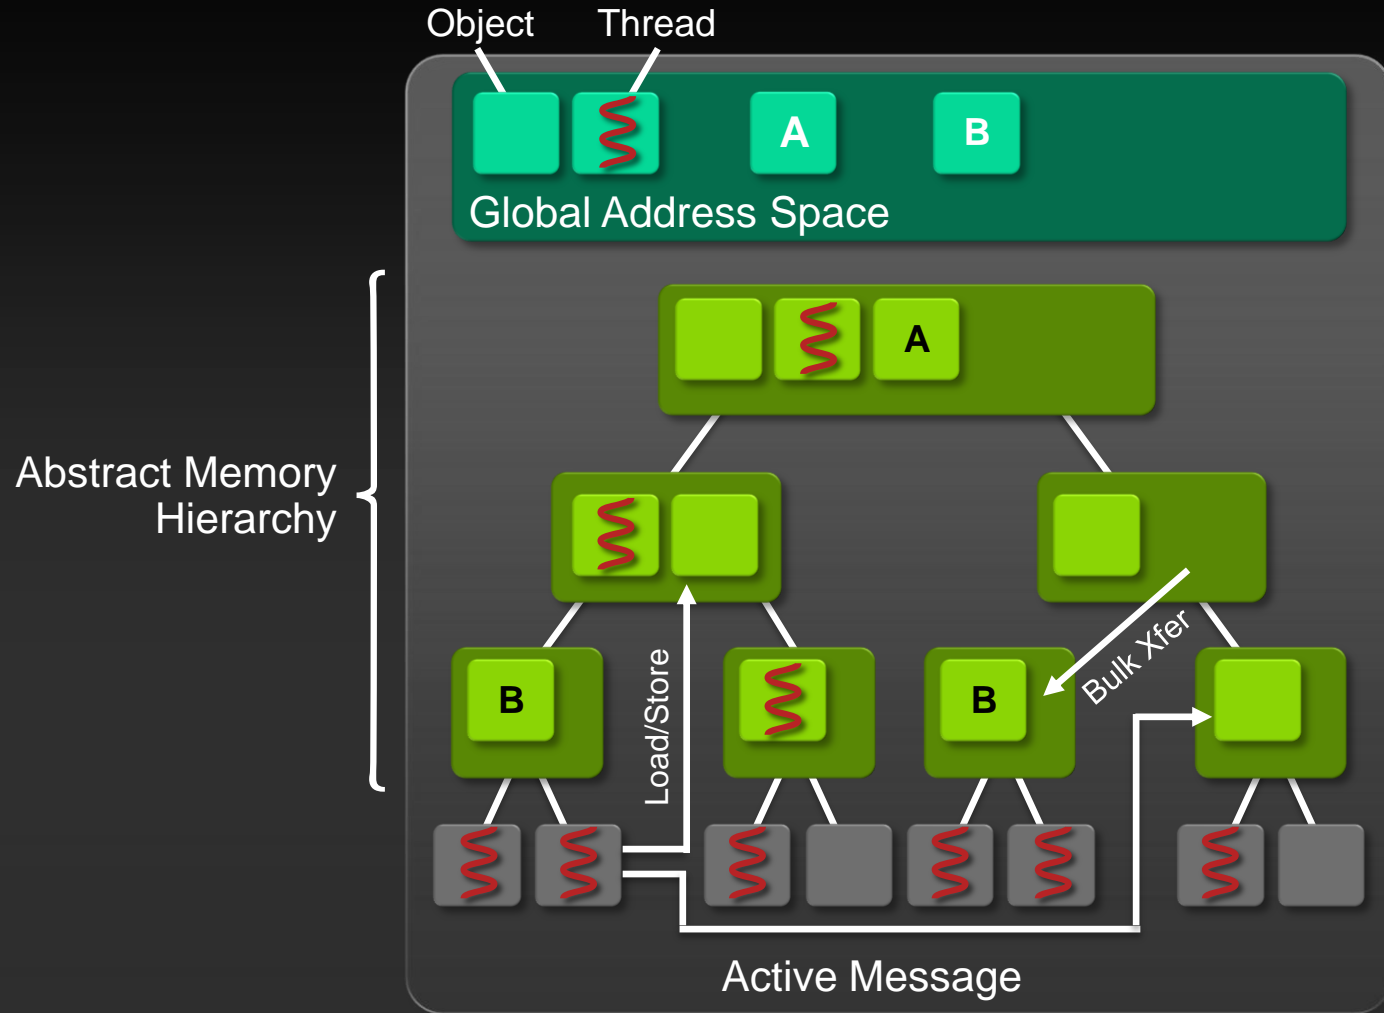 Object Thread
A B
Global Address Space
A
Abstract Memory
Hierarchy
B B
Load/Store
Bulk Xfer
Active Message